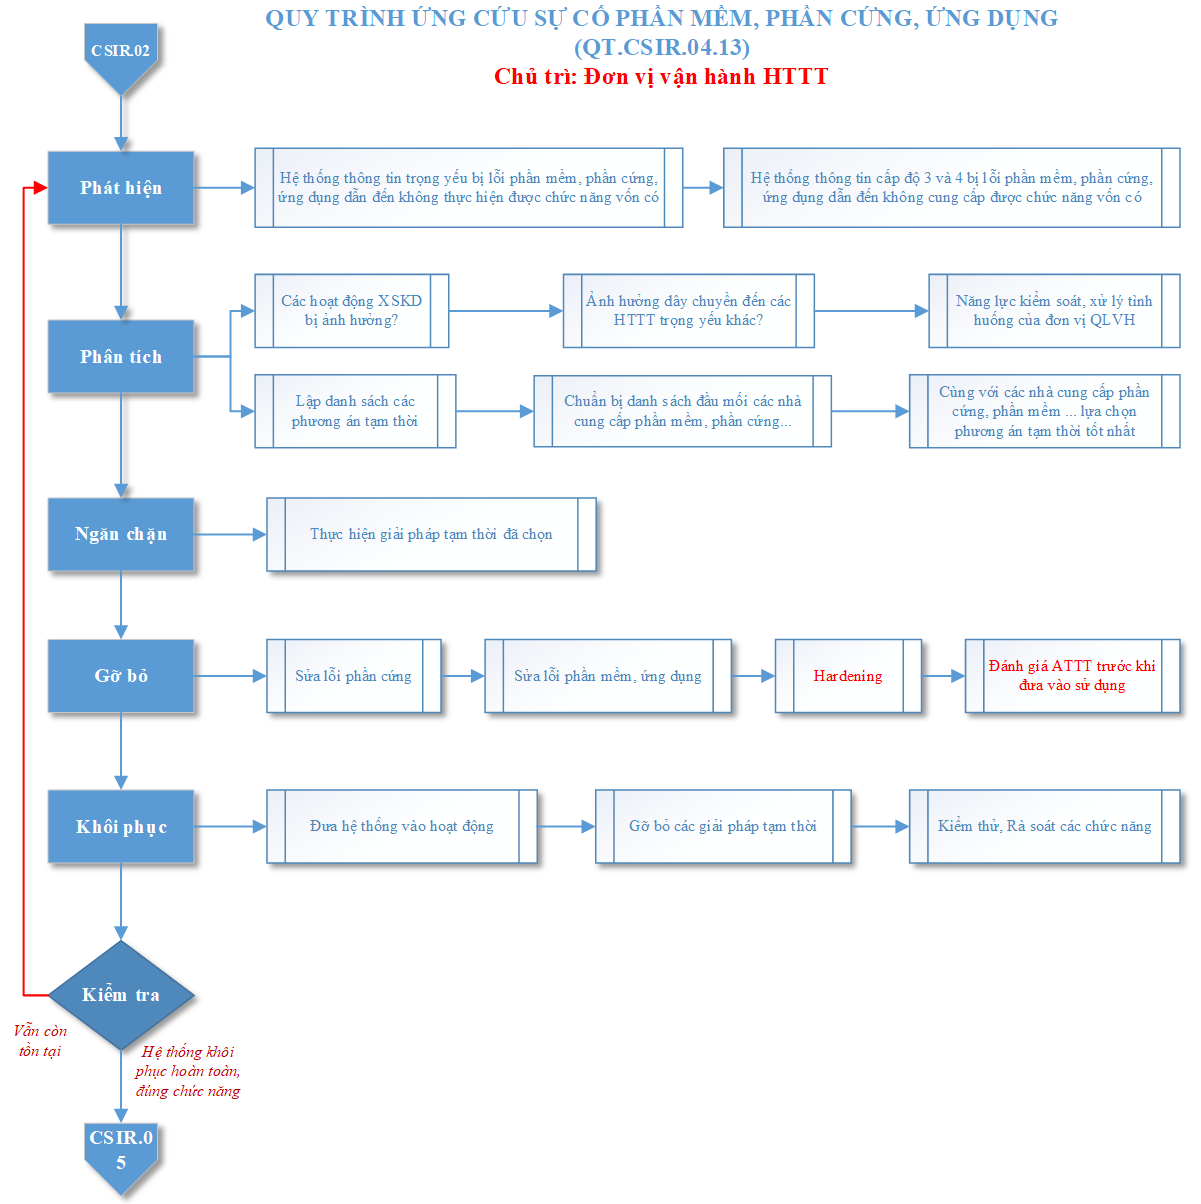 QUY TRÌNH ỨNG CỨU SỰ CỐ PHẦN MỀM, PHẦN CỨNG, ỨNG DỤNG
(QT.CSIR.04.13)
Chủ trì: Đơn vị vận hành HTTT
CSIR.02
Phát hiện
Hệ thống thông tin trọng yếu bị lỗi phần mềm, phần cứng,
ứng dụng dẫn đến không thực hiện được chức năng vốn có
Hệ thống thông tin cấp độ 3 và 4 bị lỗi phần mềm, phần cứng,
ứng dụng dẫn đến không cung cấp được chức năng vốn có
Phân tích
Các hoạt động XSKD
bị ảnh hưởng?
Ảnh hưởng dây chuyền đến các
HTTT trọng yếu khác?
Năng lực kiểm soát, xử lý tình
huống của đơn vị QLVH
Lập danh sách các
phương án tạm thời
Chuẩn bị danh sách đầu mối các nhà
cung cấp phần mềm, phần cứng...
Cùng với các nhà cung cấp phần
cứng, phần mềm ... lựa chọn
phương án tạm thời tốt nhất
Ngăn chặn
Thực hiện giải pháp tạm thời đã chọn
Gỡ bỏ
Sửa lỗi phần cứng
Sửa lỗi phần mềm, ứng dụng
Hardening
Đánh giá ATTT trước khi
đưa vào sử dụng
Khôi phục
Đưa hệ thống vào hoạt động
Gỡ bỏ các giải pháp tạm thời
Kiểm thử, Rà soát các chức năng
Kiểm tra
Vẫn còn
tồn tại
Hệ thống khôi
phục hoàn toàn,
đúng chức năng
CSIR.0
5